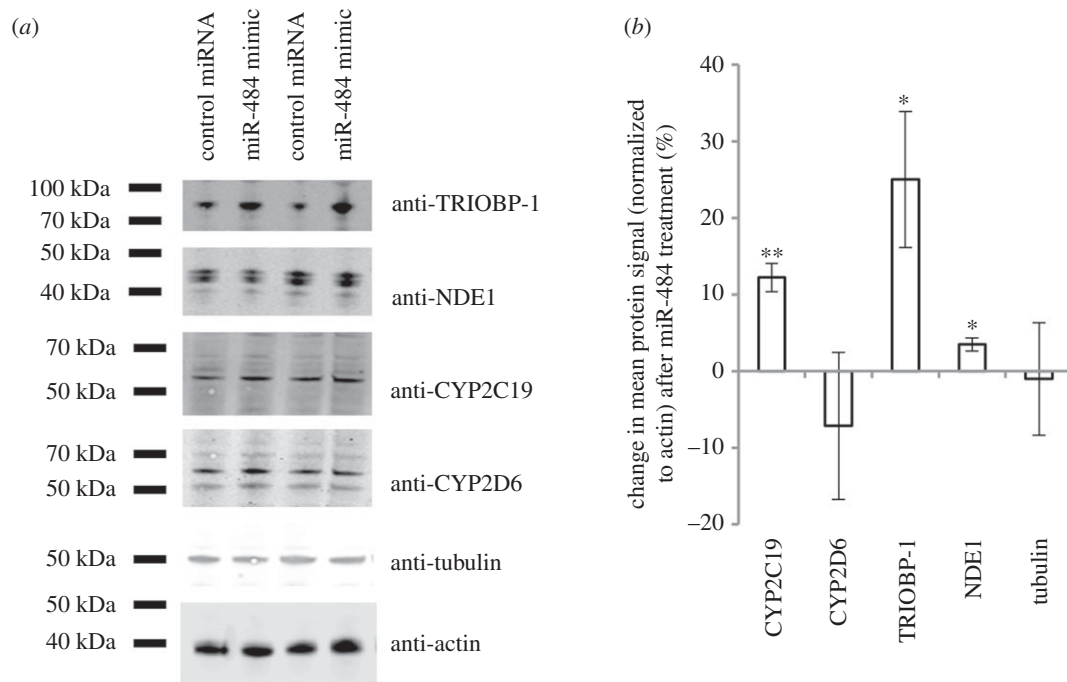 (a)
control miRNA
miR-484 mimic
control miRNA
miR-484 mimic
100 kDa
70 kDa
anti-TRIOBP-1
50 kDa
40 kDa
anti-NDE1
70 kDa
50 kDa
anti-CYP2C19
70 kDa
50 kDa
anti-CYP2D6
50 kDa
anti-tubulin
50 kDa
40 kDa
anti-actin
(b)
change in mean protein signal (normalized
to actin) after miR-484 treatment (%)
40
30
20
10
0
–10
–20
**
*
*
CYP2C19
CYP2D6
TRIOBP-1
NDE1
tubulin